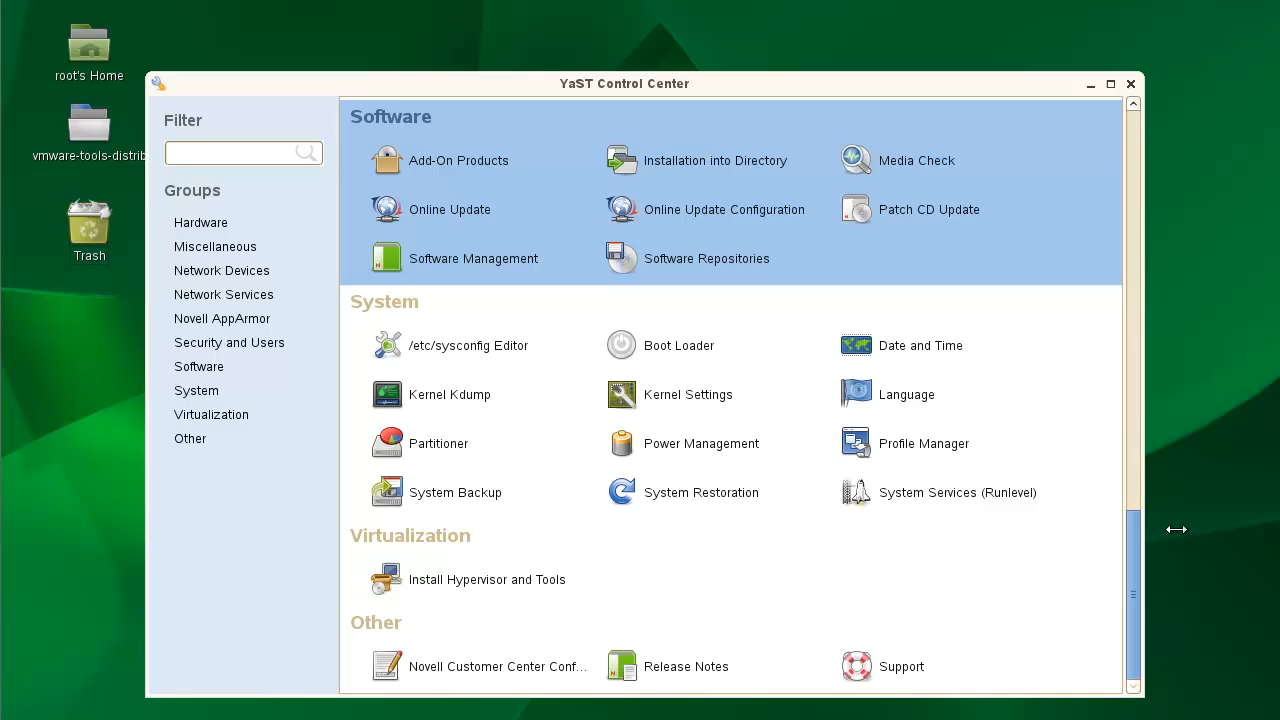 root's Home
vmware-tools-distrib
Trash
YaST Control Center
Filter
Groups
Hardware
Miscellaneous
Network Devices
Network Services
Novell AppArmor
Security and Users
Software
System
Virtualization
Other
Software
Add-On Products
Installation into Directory
Media Check
Online Update
Online Update Configuration
Patch CD Update
Software Management
Software Repositories
System
/etc/sysconfig Editor
Boot Loader
Date and Time
Kernel Kdump
Kernel Settings
Language
Partitioner
Power Management
Profile Manager
System Backup
System Restoration
System Services (Runlevel)
Virtualization
Install Hypervisor and Tools
Other
Novell Customer Center Conf...
Release Notes
Support